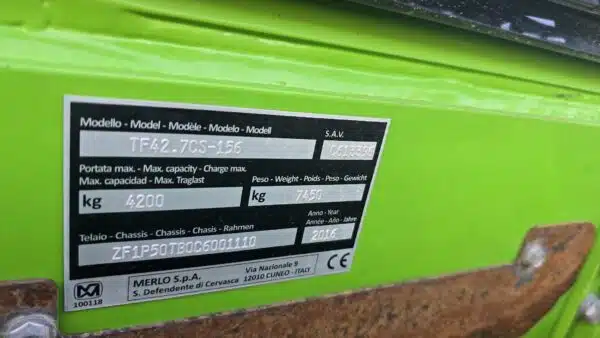 Modello - Model - Modèle - Modelo - Modell
S.A.V.
TF42.7CS-156
Portata max. - Max. capacity - Charge max.
Max. capacidad - Max. Traglast
Peso - Weight - Poids - Peso - Gewicht
kg 4200
kg 7450
Telaio - Chassis - Chassis - Chasis - Rahmen
Anno - Year
Année - Año - Jahre
ZF1P50TB0C6001110
2016
MERLO S.p.A.
S. Defendente di Cervasca
Via Nazionale 9
12010 CUNEO - ITALY
CE
100118